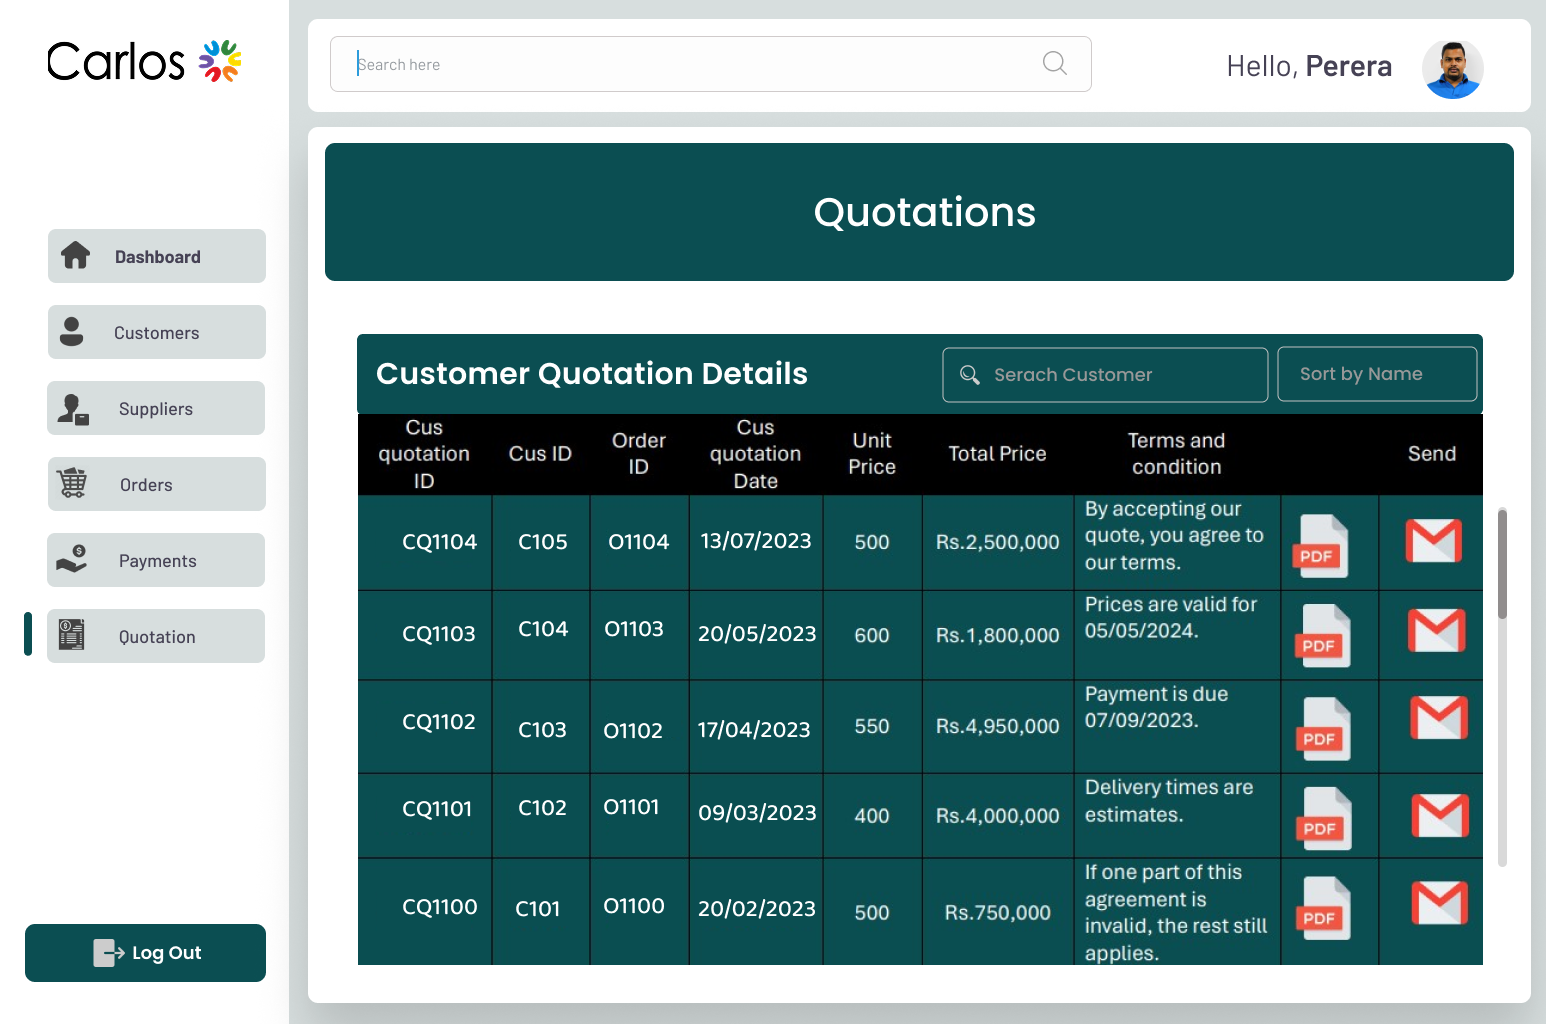 Carlos
Search here
Hello, Perera
Dashboard
Customers
Suppliers
Orders
Payments
Quotation
Log Out
Quotations
Customer Quotation Details
Serach Customer
Sort by Name
Cus quotation ID
Cus ID
Order ID
Cus quotation Date
Unit Price
Total Price
Terms and condition
Send
CQ1104 C105 O1104 13/07/2023 500 Rs.2,500,000
By accepting our
quote, you agree to
our terms.
PDF
CQ1103 C104 O1103 20/05/2023 600 Rs.1,800,000
Prices are valid for
05/05/2024.
PDF
CQ1102 C103 O1102 17/04/2023 550 Rs.4,950,000
Payment is due
07/09/2023.
PDF
CQ1101 C102 O1101 09/03/2023 400 Rs.4,000,000
Delivery times are
estimates.
PDF
CQ1100 C101 O1100 20/02/2023 500 Rs.750,000
If one part of this
agreement is
invalid, the rest still
applies.
PDF